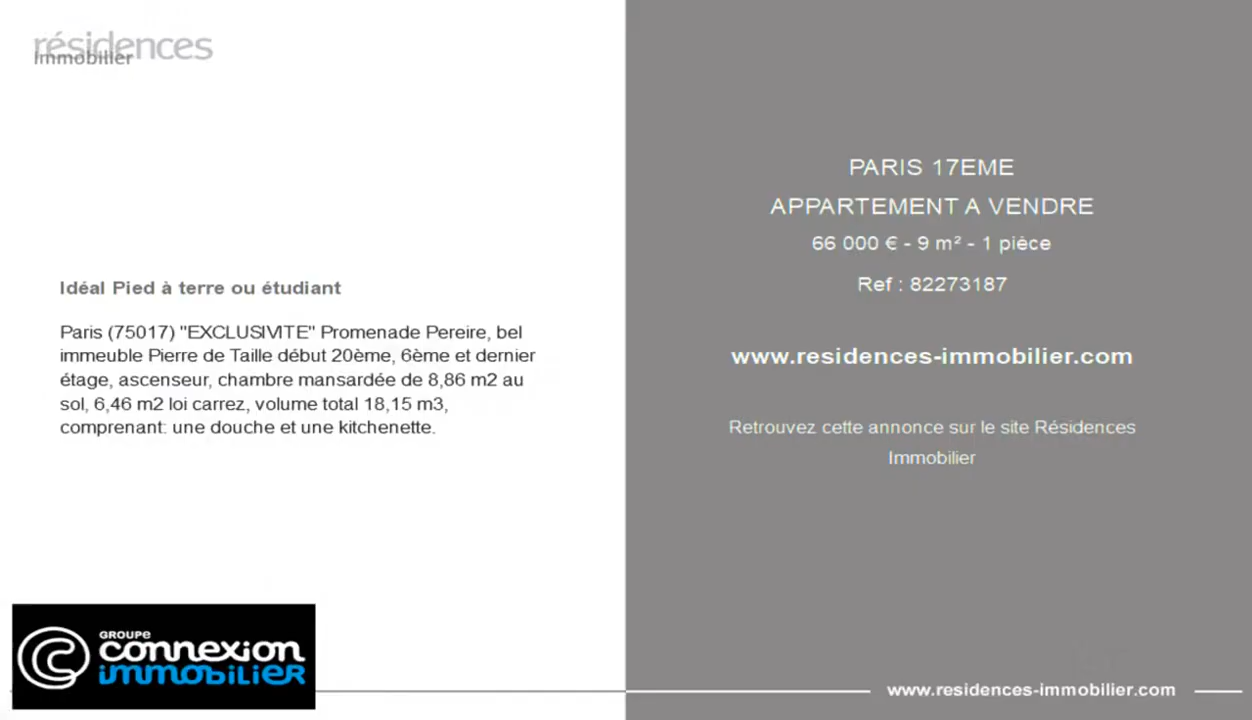 résidences
Immobilier
Idéal Pied à terre ou étudiant
Paris (75017) "EXCLUSIVITE" Promenade Pereire, bel
immeuble Pierre de Taille début 20ème, 6ème et dernier
étage, ascenseur, chambre mansardée de 8,86 m2 au
sol, 6,46 m2 loi carrez, volume total 18,15 m3,
comprenant: une douche et une kitchenette.
GROUPE
connexion
immobilier
PARIS 17EME
APPARTEMENT A VENDRE
66 000 € - 9 m² - 1 pièce
Ref : 82273187
www.residences-immobilier.com
Retrouvez cette annonce sur le site Résidences
Immobilier
www.residences-immobilier.com